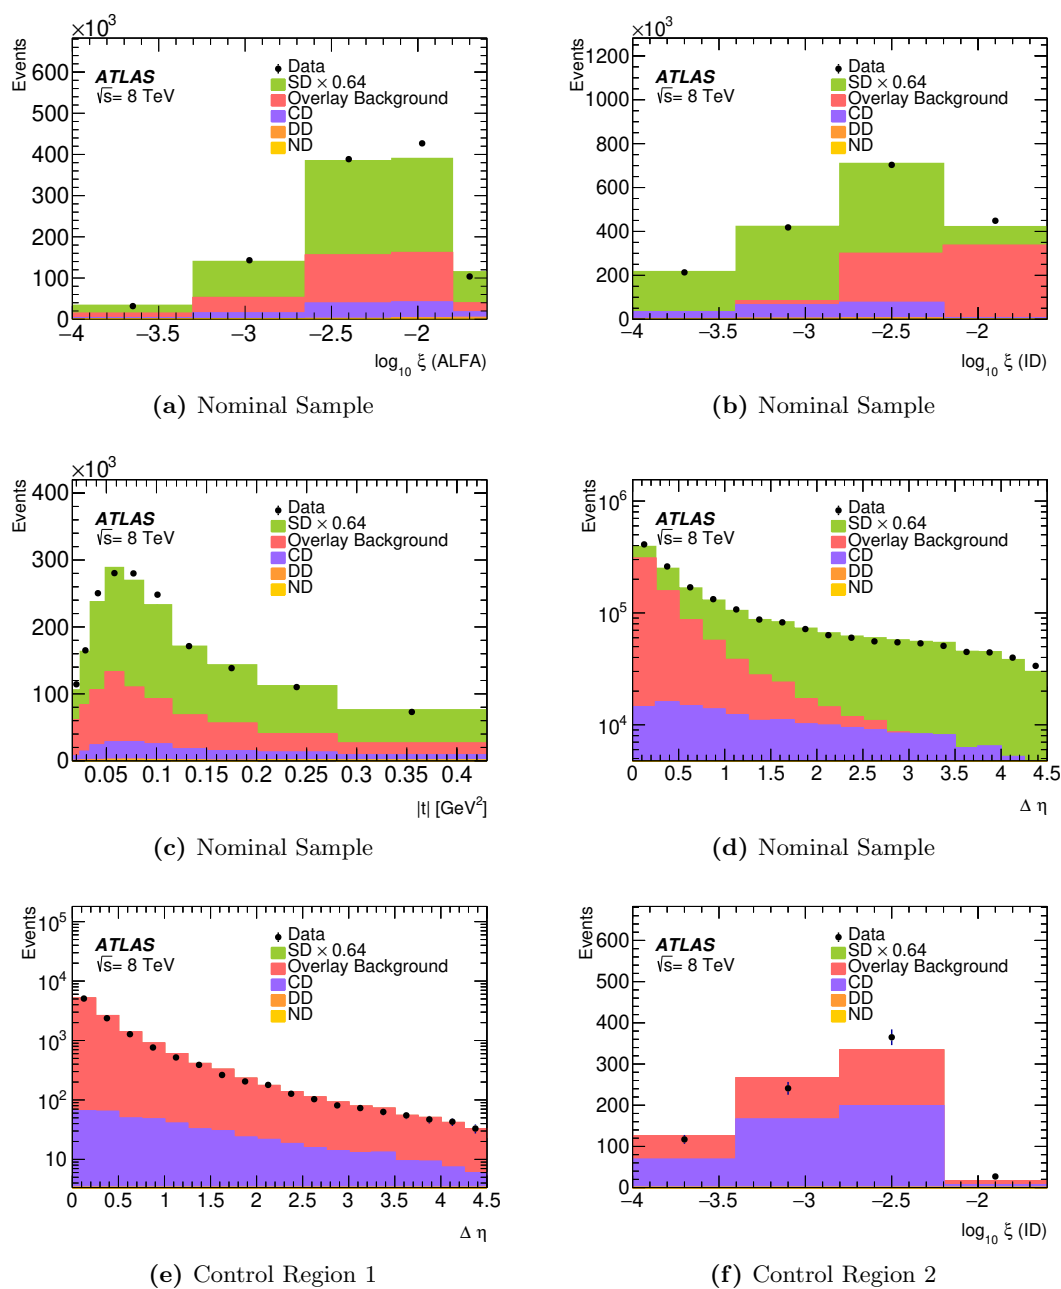 ×10³
Events
600
500
400
300
200
100
0
ATLAS
√s= 8 TeV
Data
SD × 0.64
Overlay Background
CD
DD
ND
−4 −3.5 −3 −2.5 −2
log₁₀ ξ (ALFA)
(a) Nominal Sample
×10³
Events
1200
1000
800
600
400
200
0
ATLAS
√s= 8 TeV
Data
SD × 0.64
Overlay Background
CD
DD
ND
−4 −3.5 −3 −2.5 −2
log₁₀ ξ (ID)
(b) Nominal Sample
×10³
Events
400
300
200
100
0
ATLAS
√s= 8 TeV
Data
SD × 0.64
Overlay Background
CD
DD
ND
0.05 0.1 0.15 0.2 0.25 0.3 0.35 0.4
|t| [GeV²]
(c) Nominal Sample
Events
10⁶
10⁵
10⁴
ATLAS
√s= 8 TeV
Data
SD × 0.64
Overlay Background
CD
DD
ND
0 0.5 1 1.5 2 2.5 3 3.5 4 4.5
Δ η
(d) Nominal Sample
Events
10⁵
10⁴
10³
10²
10
ATLAS
√s= 8 TeV
Data
SD × 0.64
Overlay Background
CD
DD
ND
0 0.5 1 1.5 2 2.5 3 3.5 4 4.5
Δ η
(e) Control Region 1
Events
600
500
400
300
200
100
0
ATLAS
√s= 8 TeV
Data
SD × 0.64
Overlay Background
CD
DD
ND
−4 −3.5 −3 −2.5 −2
log₁₀ ξ (ID)
(f) Control Region 2